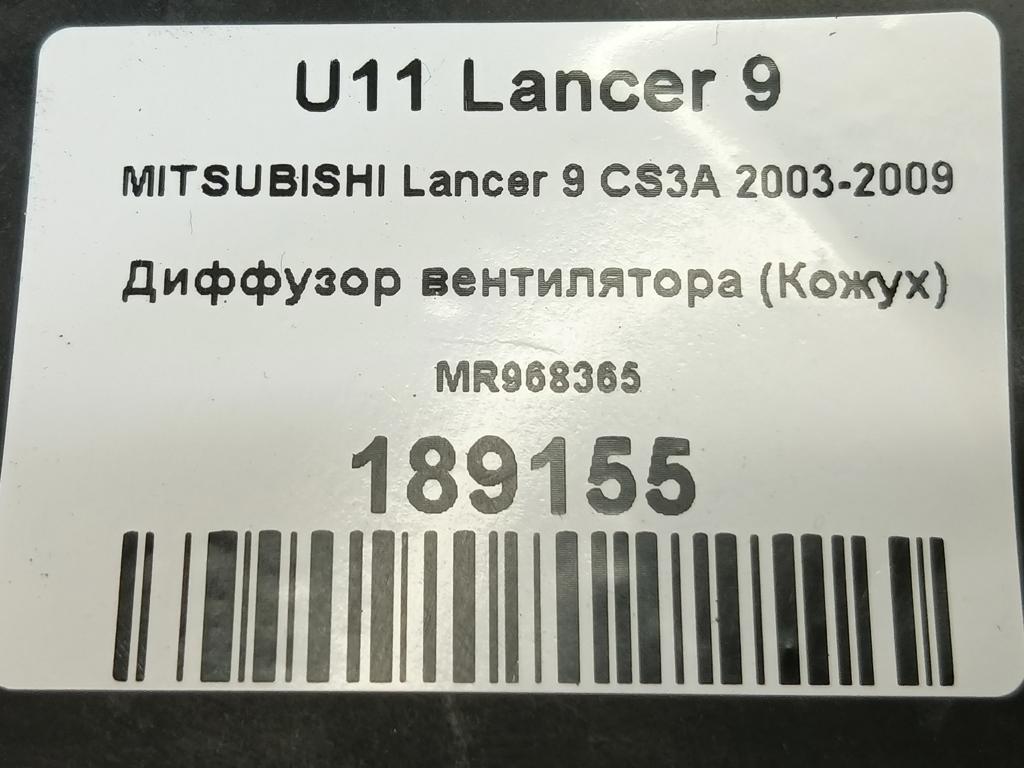 U11 Lancer 9
MITSUBISHI Lancer 9 CS3A 2003-2009
Диффузор вентилятора (Кожух)
MR968365
189155